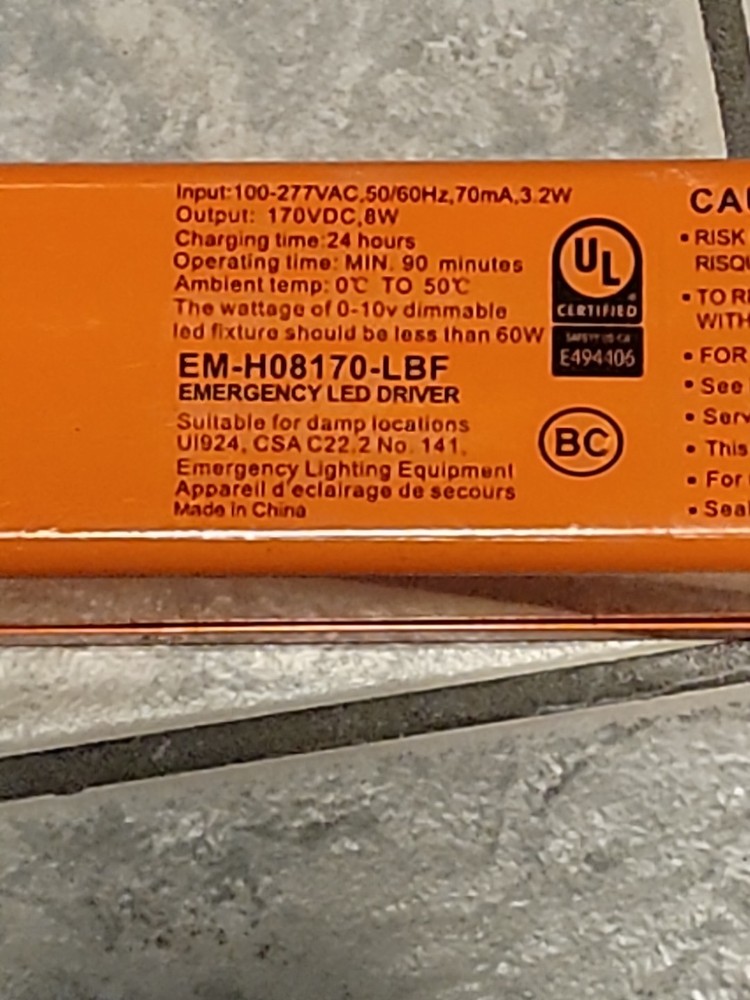 Input:100-277VAC,50/60Hz,70mA,3.2W
Output: 170VDC,8W
Charging time:24 hours
Operating time: MIN. 90 minutes
Ambient temp: 0℃ TO 50℃
The wattage of 0-10v dimmable
led fixture should be less than 60W
EM-H08170-LBF
EMERGENCY LED DRIVER
Suitable for damp locations
Ul924, CSA C22.2 No. 141,
Emergency Lighting Equipment
Appareil d'eclairage de secours
Made in China
UL
®
CERTIFIED
SAFETY US-CA
E494406
BC
CAU
• RISK
RISQU
• TO RE
WITH
• FOR
• See
• Serv
• This
• For
• Seal